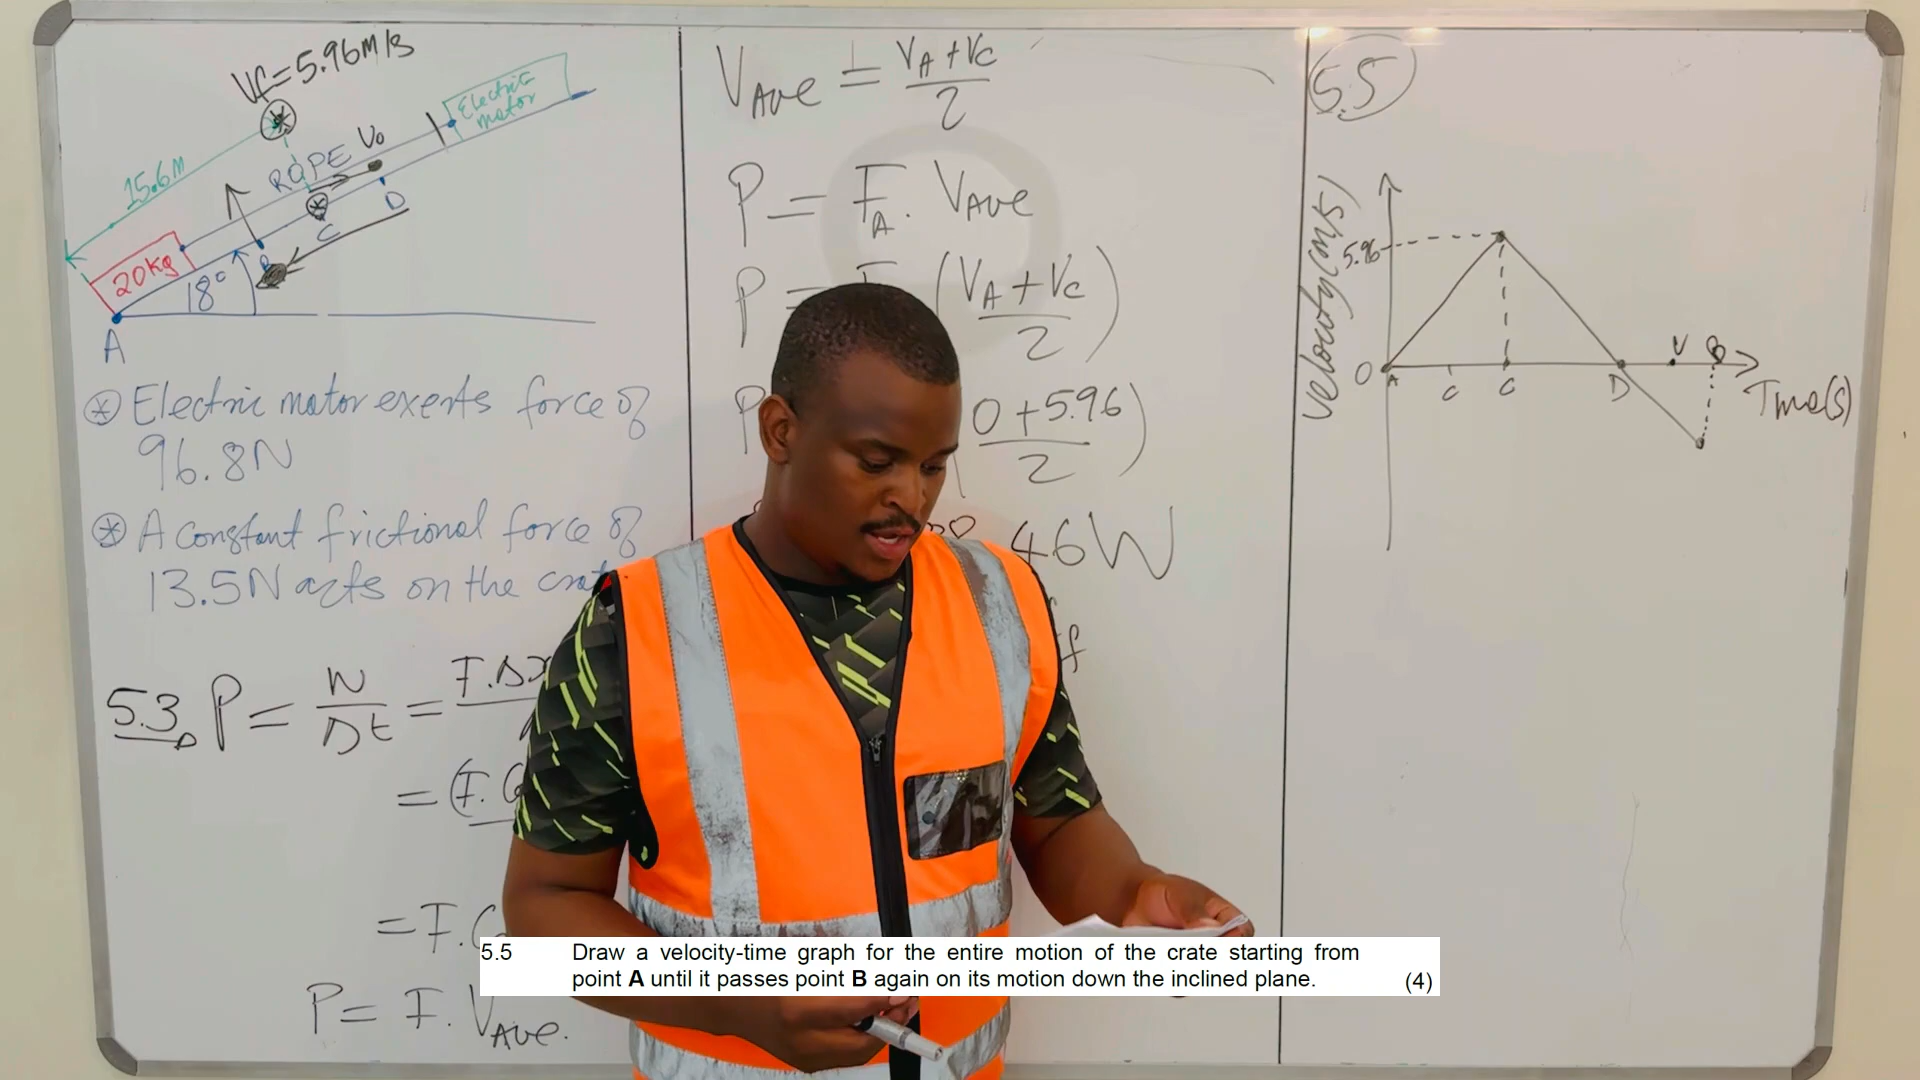 Vf=5.96M/S
Electric
motor
15.6M
ROPE
V₀
D
C
B
20kg
18°
A
⊛ Electric motor exerts force of
96.8N
⊛ A constant frictional force of
13.5N acts on the
5.3 P = W/Δt = F.Δx
= (F.
= F.
P = F. VAve.
VAve = (VA + VC)/2
P = FA. VAve
P = (VA + VC)/2)
P 0 + 5.96)/2)
46W
f
5.5
Velocity (m/s)
5.96
O A C C D V B
Time(s)
5.5 Draw a velocity-time graph for the entire motion of the crate starting from
point A until it passes point B again on its motion down the inclined plane. (4)